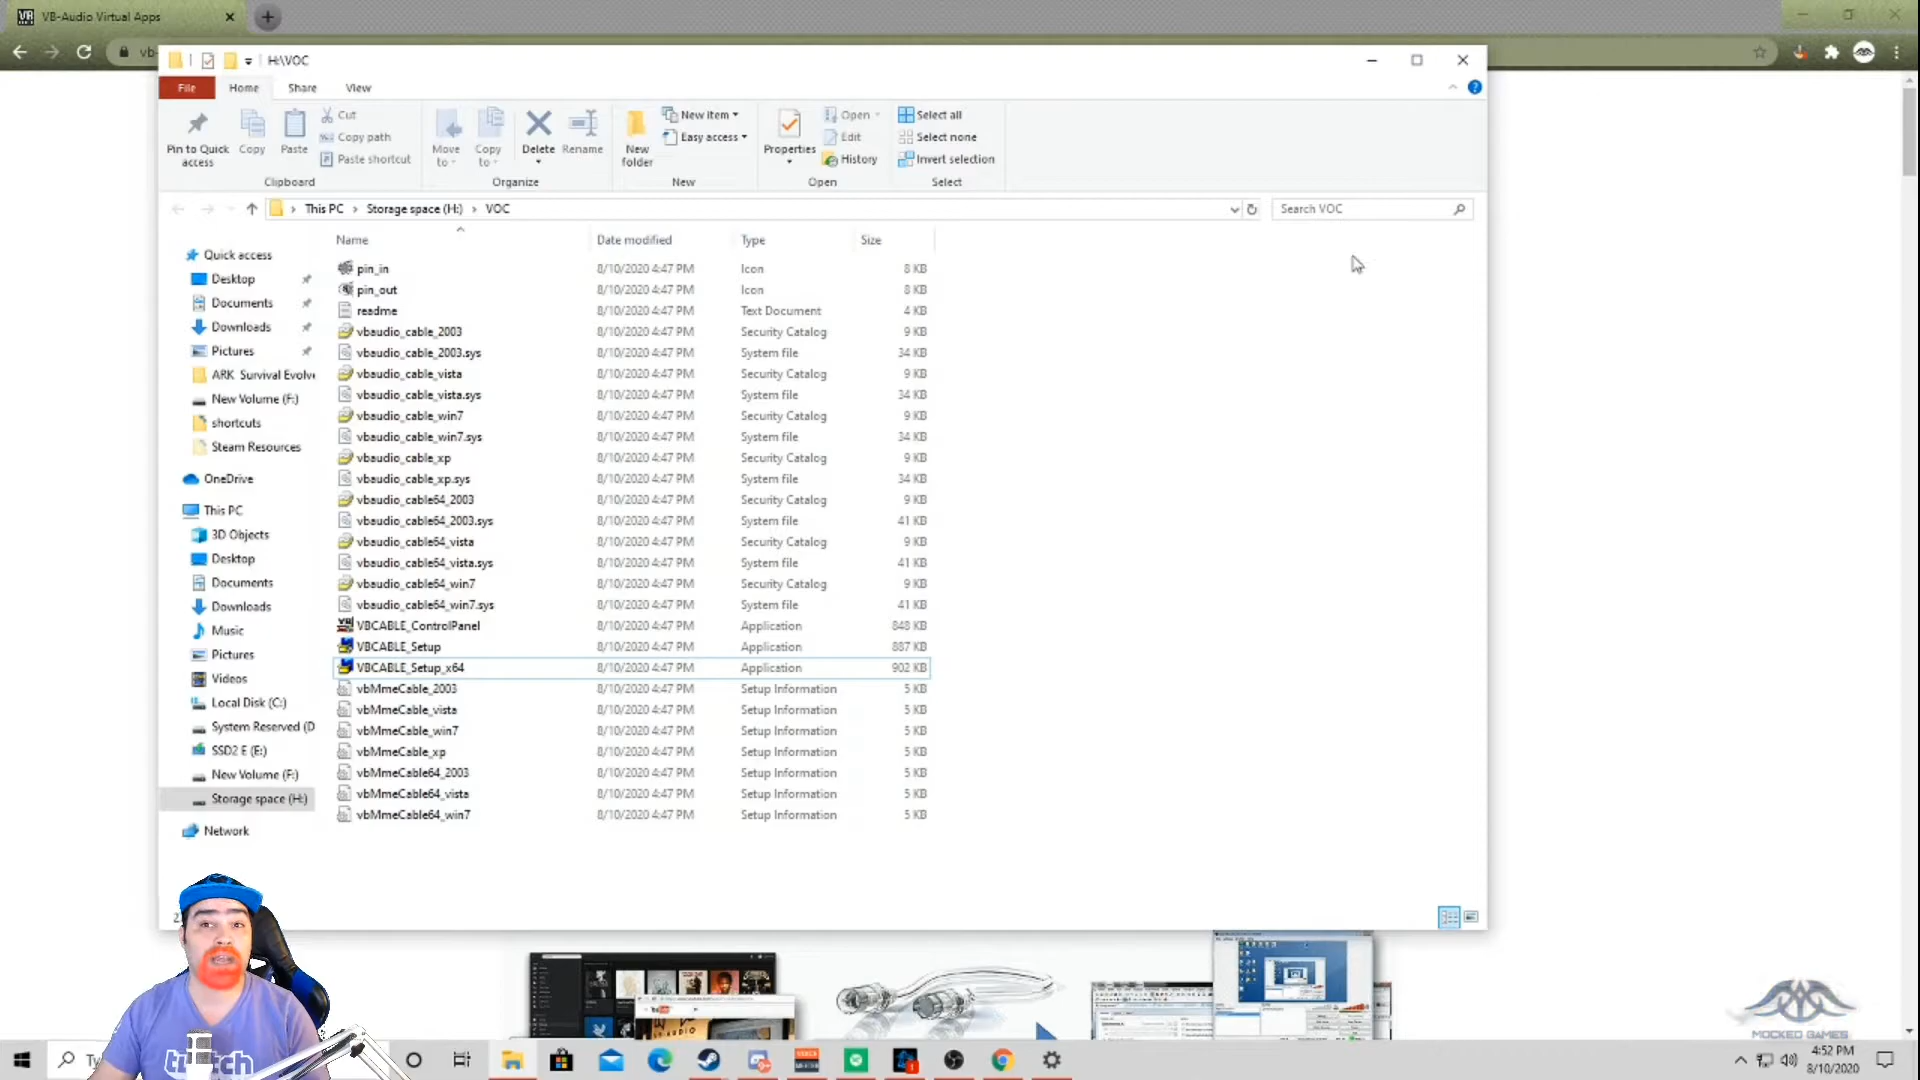 VB-Audio Virtual Apps
vb-
H:\VOC
File Home Share View
Pin to Quick access
Copy
Paste
Cut
Copy path
Paste shortcut
Clipboard
Move to
Copy to
Delete
Rename
Organize
New folder
New item
Easy access
New
Properties
Open
Edit
History
Open
Select all
Select none
Invert selection
Select
This PC > Storage space (H:) > VOC
Search VOC
Name Date modified Type Size
Quick access
Desktop
Documents
Downloads
Pictures
ARK Survival Evolv
New Volume (F:)
shortcuts
Steam Resources
OneDrive
This PC
3D Objects
Desktop
Documents
Downloads
Music
Pictures
Videos
Local Disk (C:)
System Reserved (D
SSD2 E (E:)
New Volume (F:)
Storage space (H:)
Network
pin_in 8/10/2020 4:47 PM Icon 8 KB
pin_out 8/10/2020 4:47 PM Icon 8 KB
readme 8/10/2020 4:47 PM Text Document 4 KB
vbaudio_cable_2003 8/10/2020 4:47 PM Security Catalog 9 KB
vbaudio_cable_2003.sys 8/10/2020 4:47 PM System file 34 KB
vbaudio_cable_vista 8/10/2020 4:47 PM Security Catalog 9 KB
vbaudio_cable_vista.sys 8/10/2020 4:47 PM System file 34 KB
vbaudio_cable_win7 8/10/2020 4:47 PM Security Catalog 9 KB
vbaudio_cable_win7.sys 8/10/2020 4:47 PM System file 34 KB
vbaudio_cable_xp 8/10/2020 4:47 PM Security Catalog 9 KB
vbaudio_cable_xp.sys 8/10/2020 4:47 PM System file 34 KB
vbaudio_cable64_2003 8/10/2020 4:47 PM Security Catalog 9 KB
vbaudio_cable64_2003.sys 8/10/2020 4:47 PM System file 41 KB
vbaudio_cable64_vista 8/10/2020 4:47 PM Security Catalog 9 KB
vbaudio_cable64_vista.sys 8/10/2020 4:47 PM System file 41 KB
vbaudio_cable64_win7 8/10/2020 4:47 PM Security Catalog 9 KB
vbaudio_cable64_win7.sys 8/10/2020 4:47 PM System file 41 KB
VBCABLE_ControlPanel 8/10/2020 4:47 PM Application 848 KB
VBCABLE_Setup 8/10/2020 4:47 PM Application 887 KB
VBCABLE_Setup_x64 8/10/2020 4:47 PM Application 902 KB
vbMmeCable_2003 8/10/2020 4:47 PM Setup Information 5 KB
vbMmeCable_vista 8/10/2020 4:47 PM Setup Information 5 KB
vbMmeCable_win7 8/10/2020 4:47 PM Setup Information 5 KB
vbMmeCable_xp 8/10/2020 4:47 PM Setup Information 5 KB
vbMmeCable64_2003 8/10/2020 4:47 PM Setup Information 5 KB
vbMmeCable64_vista 8/10/2020 4:47 PM Setup Information 5 KB
vbMmeCable64_win7 8/10/2020 4:47 PM Setup Information 5 KB
twitch
MOCKED GAMES
Ty
4:52 PM
8/10/2020